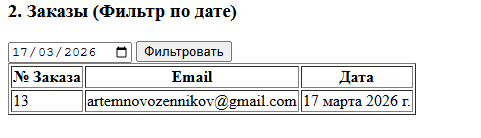 2. Заказы (Фильтр по дате)
17/03/2026 Фильтровать
№ Заказа Email Дата
13 artemnovozennikov@gmail.com 17 марта 2026 г.